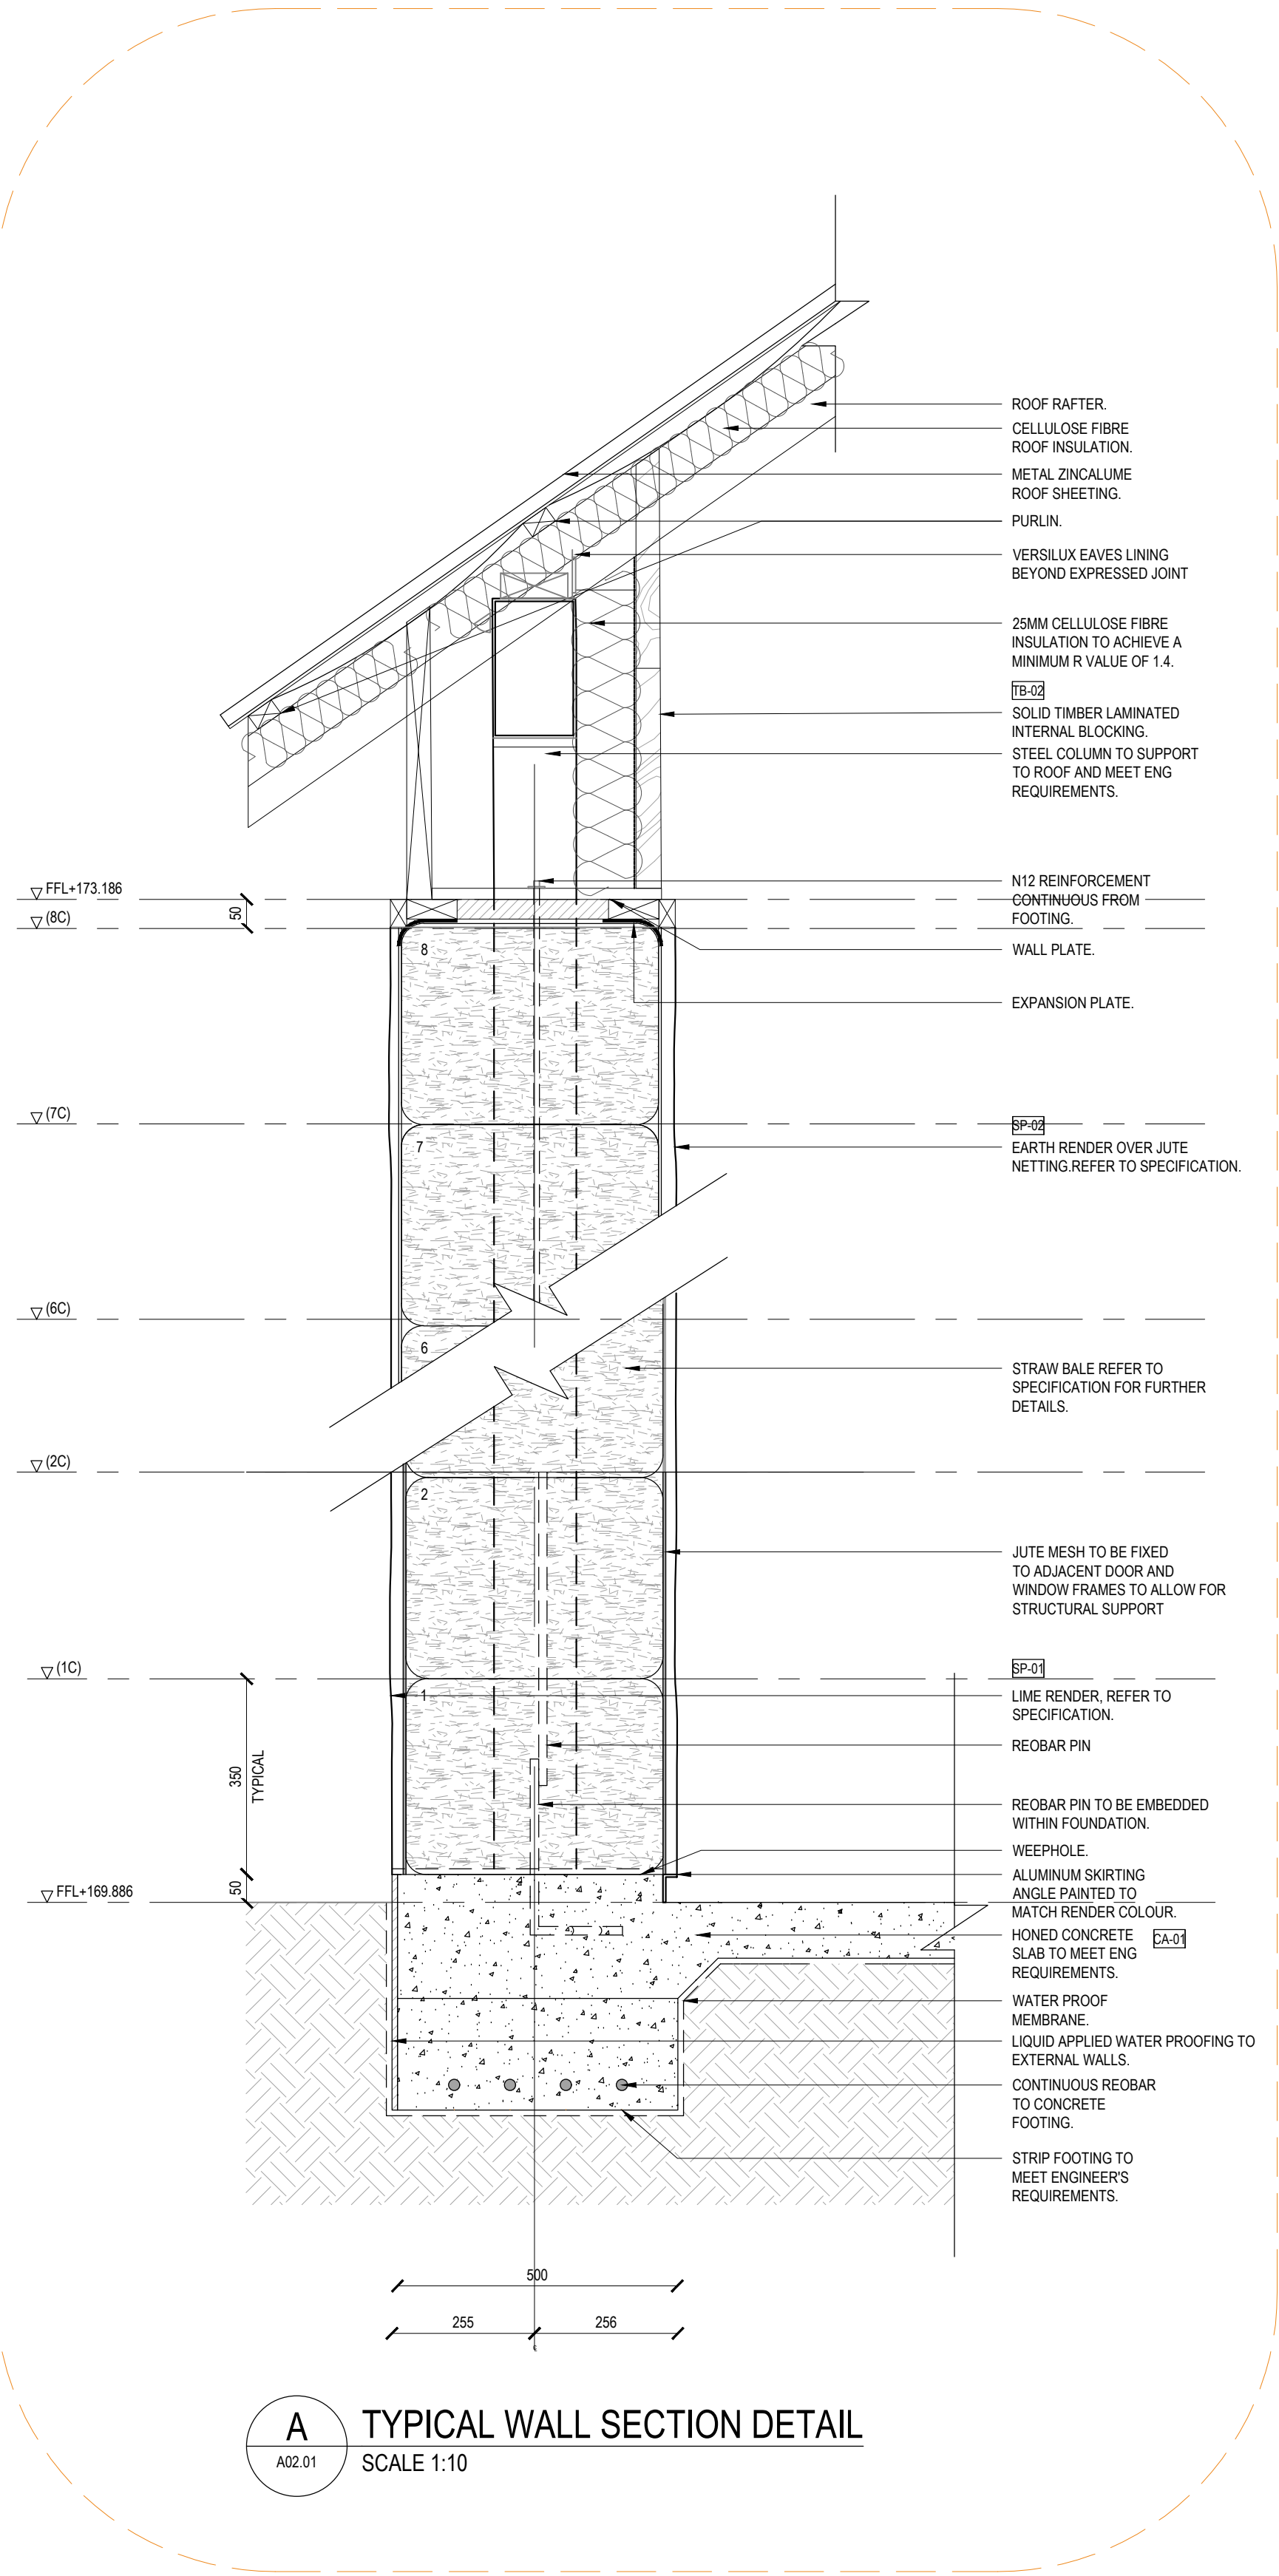 ROOF RAFTER.
CELLULOSE FIBRE
ROOF INSULATION.
METAL ZINCALUME
ROOF SHEETING.
PURLIN.
VERSILUX EAVES LINING
BEYOND EXPRESSED JOINT
25MM CELLULOSE FIBRE
INSULATION TO ACHIEVE A
MINIMUM R VALUE OF 1.4.
TB-02
SOLID TIMBER LAMINATED
INTERNAL BLOCKING.
STEEL COLUMN TO SUPPORT
TO ROOF AND MEET ENG
REQUIREMENTS.
FFL+173.186
50
(8C)
N12 REINFORCEMENT
CONTINUOUS FROM
FOOTING.
8
WALL PLATE.
EXPANSION PLATE.
(7C)
7
SP-02
EARTH RENDER OVER JUTE
NETTING.REFER TO SPECIFICATION.
(6C)
6
STRAW BALE REFER TO
SPECIFICATION FOR FURTHER
DETAILS.
(2C)
2
JUTE MESH TO BE FIXED
TO ADJACENT DOOR AND
WINDOW FRAMES TO ALLOW FOR
STRUCTURAL SUPPORT
(1C)
1
SP-01
LIME RENDER, REFER TO
SPECIFICATION.
REOBAR PIN
350
TYPICAL
REOBAR PIN TO BE EMBEDDED
WITHIN FOUNDATION.
WEEPHOLE.
50
FFL+169.886
ALUMINUM SKIRTING
ANGLE PAINTED TO
MATCH RENDER COLOUR.
HONED CONCRETE
SLAB TO MEET ENG
REQUIREMENTS.
CA-01
WATER PROOF
MEMBRANE.
LIQUID APPLIED WATER PROOFING TO
EXTERNAL WALLS.
CONTINUOUS REOBAR
TO CONCRETE
FOOTING.
STRIP FOOTING TO
MEET ENGINEER'S
REQUIREMENTS.
500
255 256
A
A02.01
TYPICAL WALL SECTION DETAIL
SCALE 1:10